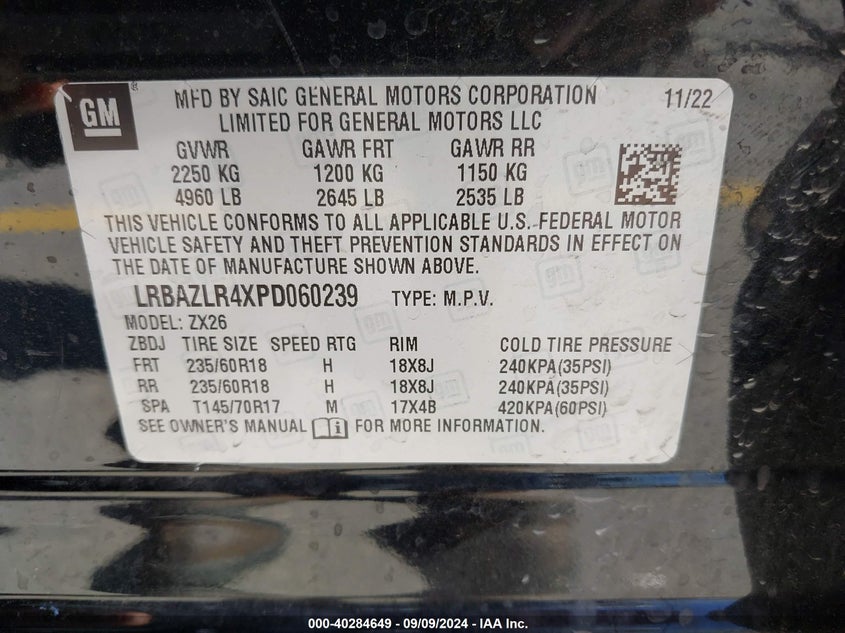 GM
MFD BY SAIC GENERAL MOTORS CORPORATION 11/22
LIMITED FOR GENERAL MOTORS LLC
GVWR GAWR FRT GAWR RR
2250 KG 1200 KG 1150 KG
4960 LB 2645 LB 2535 LB
THIS VEHICLE CONFORMS TO ALL APPLICABLE U.S. FEDERAL MOTOR
VEHICLE SAFETY AND THEFT PREVENTION STANDARDS IN EFFECT ON
THE DATE OF MANUFACTURE SHOWN ABOVE.
LRBAZLR4XPD060239 TYPE: M.P.V.
MODEL: ZX26
ZBDJ TIRE SIZE SPEED RTG RIM COLD TIRE PRESSURE
FRT 235/60R18 H 18X8J 240KPA(35PSI)
RR 235/60R18 H 18X8J 240KPA(35PSI)
SPA T145/70R17 M 17X4B 420KPA(60PSI)
SEE OWNER'S MANUAL i FOR MORE INFORMATION.
000-40284649 - 09/09/2024 - IAA Inc.